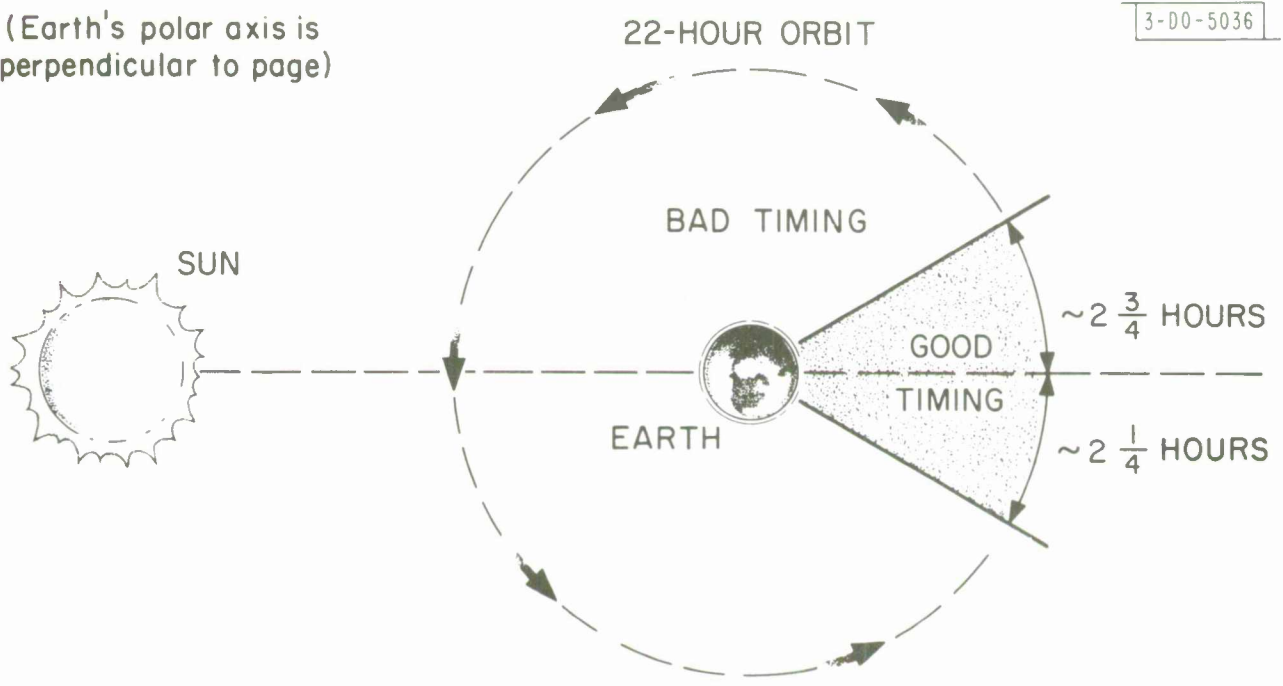 (Earth's polar axis is
perpendicular to page)
22-HOUR ORBIT
3-DO-5036
BAD TIMING
SUN
~2 3/4 HOURS
GOOD
TIMING
EARTH
~2 1/4 HOURS